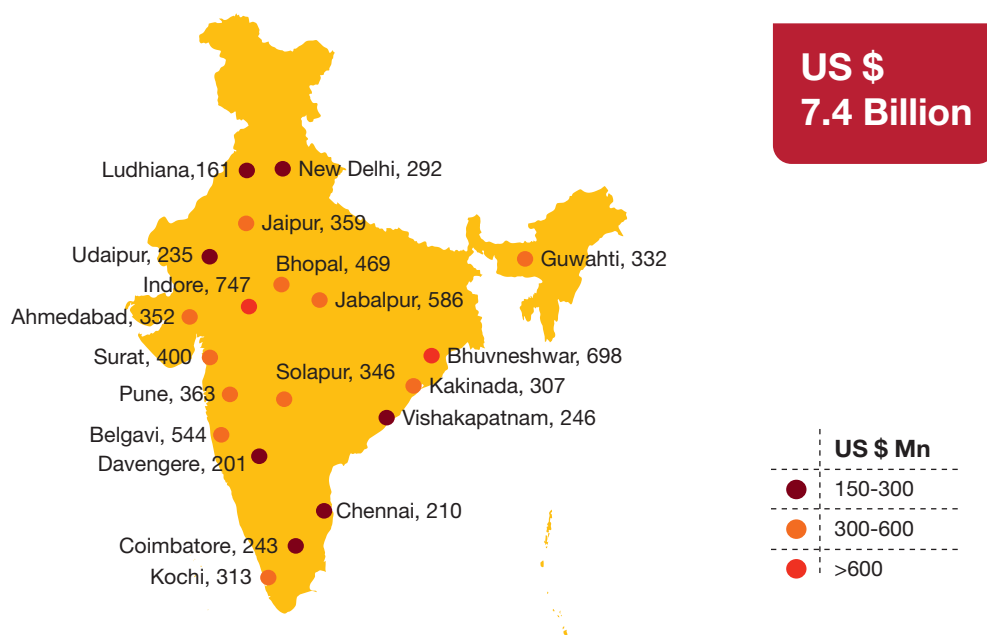 US $
7.4 Billion
Ludhiana,161
New Delhi, 292
Jaipur, 359
Udaipur, 235
Bhopal, 469
Guwahti, 332
Indore, 747
Jabalpur, 586
Ahmedabad, 352
Surat, 400
Bhuvneshwar, 698
Solapur, 346
Kakinada, 307
Pune, 363
Vishakapatnam, 246
Belgavi, 544
Davengere, 201
Chennai, 210
Coimbatore, 243
Kochi, 313
US $ Mn
150-300
300-600
>600